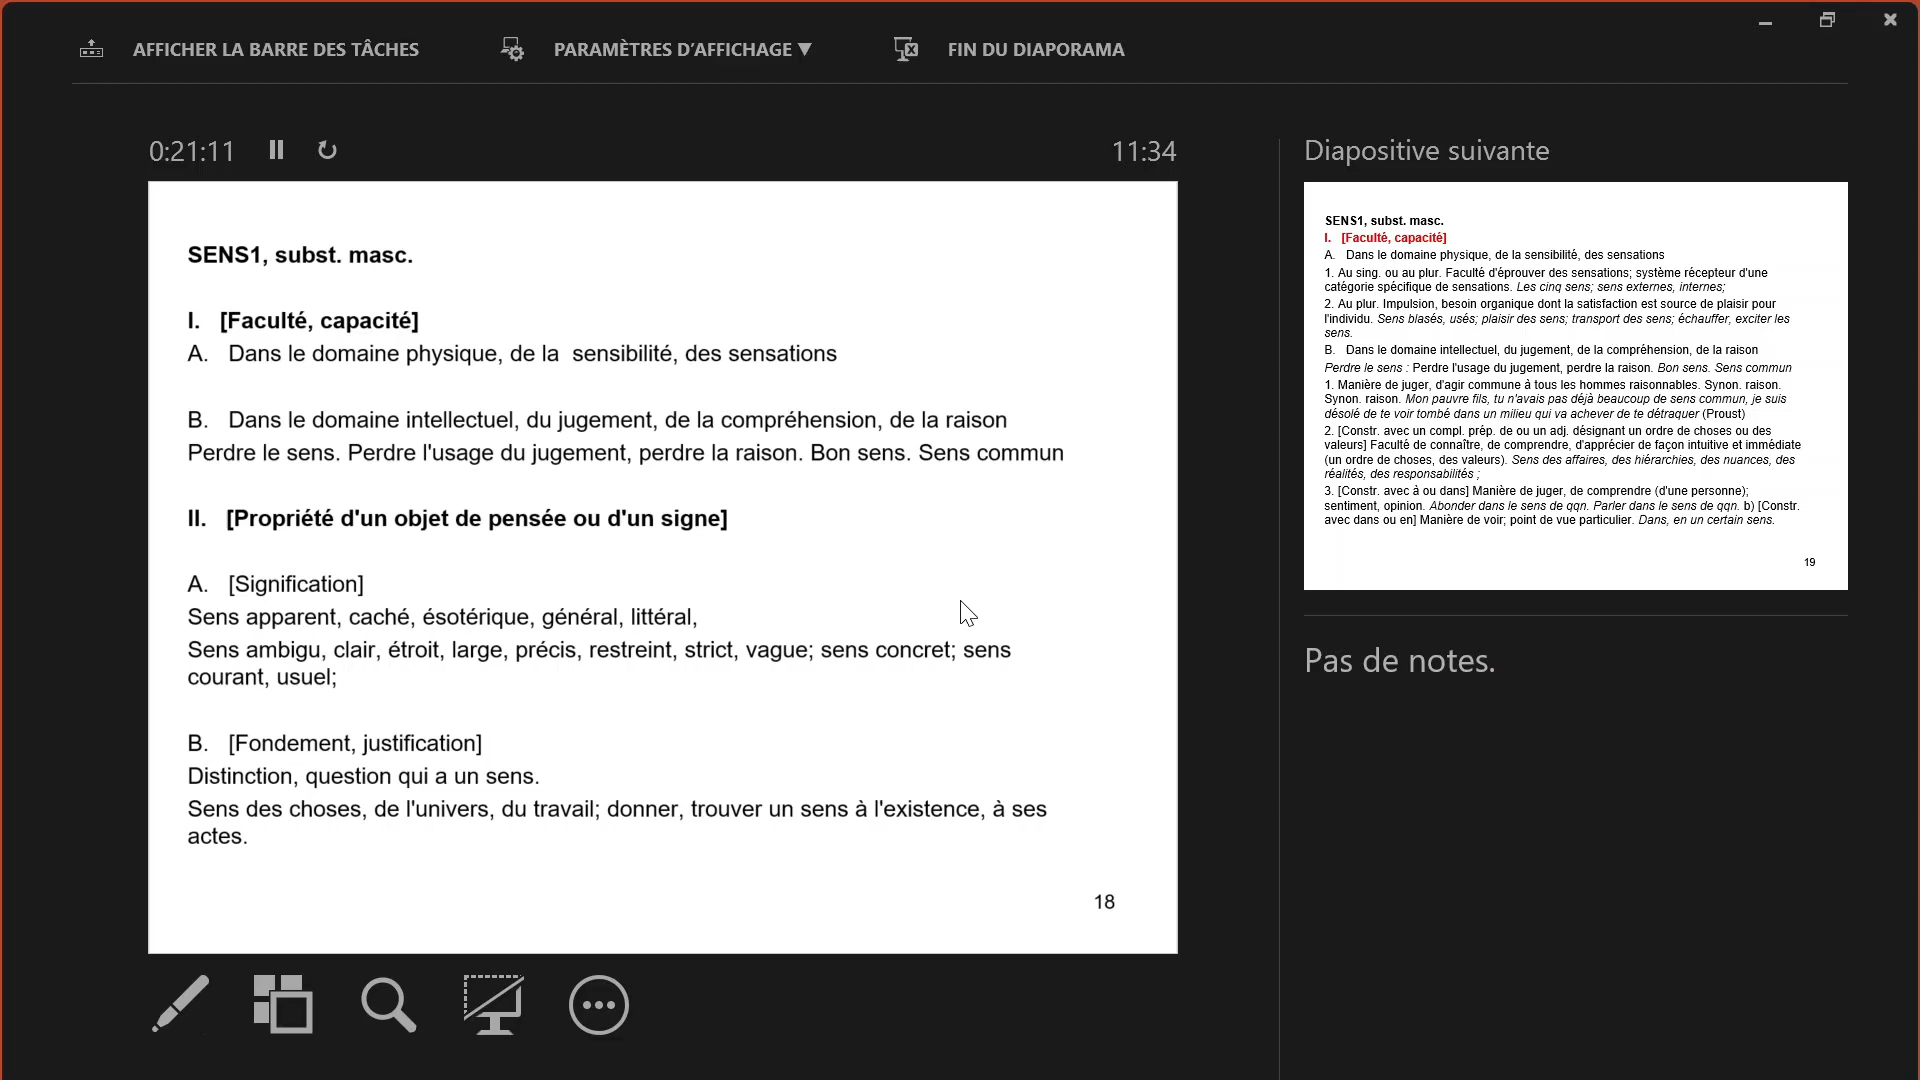 AFFICHER LA BARRE DES TÂCHES
PARAMÈTRES D'AFFICHAGE ▼
FIN DU DIAPORAMA
0:21:11
11:34
SENS1, subst. masc.
I. [Faculté, capacité]
A. Dans le domaine physique, de la sensibilité, des sensations
B. Dans le domaine intellectuel, du jugement, de la compréhension, de la raison
Perdre le sens. Perdre l'usage du jugement, perdre la raison. Bon sens. Sens commun
II. [Propriété d'un objet de pensée ou d'un signe]
A. [Signification]
Sens apparent, caché, ésotérique, général, littéral,
Sens ambigu, clair, étroit, large, précis, restreint, strict, vague; sens concret; sens
courant, usuel;
B. [Fondement, justification]
Distinction, question qui a un sens.
Sens des choses, de l'univers, du travail; donner, trouver un sens à l'existence, à ses
actes.
18
Diapositive suivante
SENS1, subst. masc.
I. [Faculté, capacité]
A. Dans le domaine physique, de la sensibilité, des sensations
1. Au sing. ou au plur. Faculté d'éprouver des sensations; système récepteur d'une
catégorie spécifique de sensations. Les cinq sens; sens externes, internes;
2. Au plur. Impulsion, besoin organique dont la satisfaction est source de plaisir pour
l'individu. Sens blasés, usés; plaisir des sens; transport des sens; échauffer, exciter les
sens.
B. Dans le domaine intellectuel, du jugement, de la compréhension, de la raison
Perdre le sens : Perdre l'usage du jugement, perdre la raison. Bon sens. Sens commun
1. Manière de juger, d'agir commune à tous les hommes raisonnables. Synon. raison.
Synon. raison. Mon pauvre fils, tu n'avais pas déjà beaucoup de sens commun, je suis
désolé de te voir tombé dans un milieu qui va achever de te détraquer (Proust)
2. [Constr. avec un compl. prép. de ou un adj. désignant un ordre de choses ou des
valeurs] Faculté de connaître, de comprendre, d'apprécier de façon intuitive et immédiate
(un ordre de choses, des valeurs). Sens des affaires, des hiérarchies, des nuances, des
réalités, des responsabilités ;
3. [Constr. avec à ou dans] Manière de juger, de comprendre (d'une personne);
sentiment, opinion. Abonder dans le sens de qqn. Parler dans le sens de qqn. b) [Constr.
avec dans ou en] Manière de voir; point de vue particulier. Dans, en un certain sens.
19
Pas de notes.